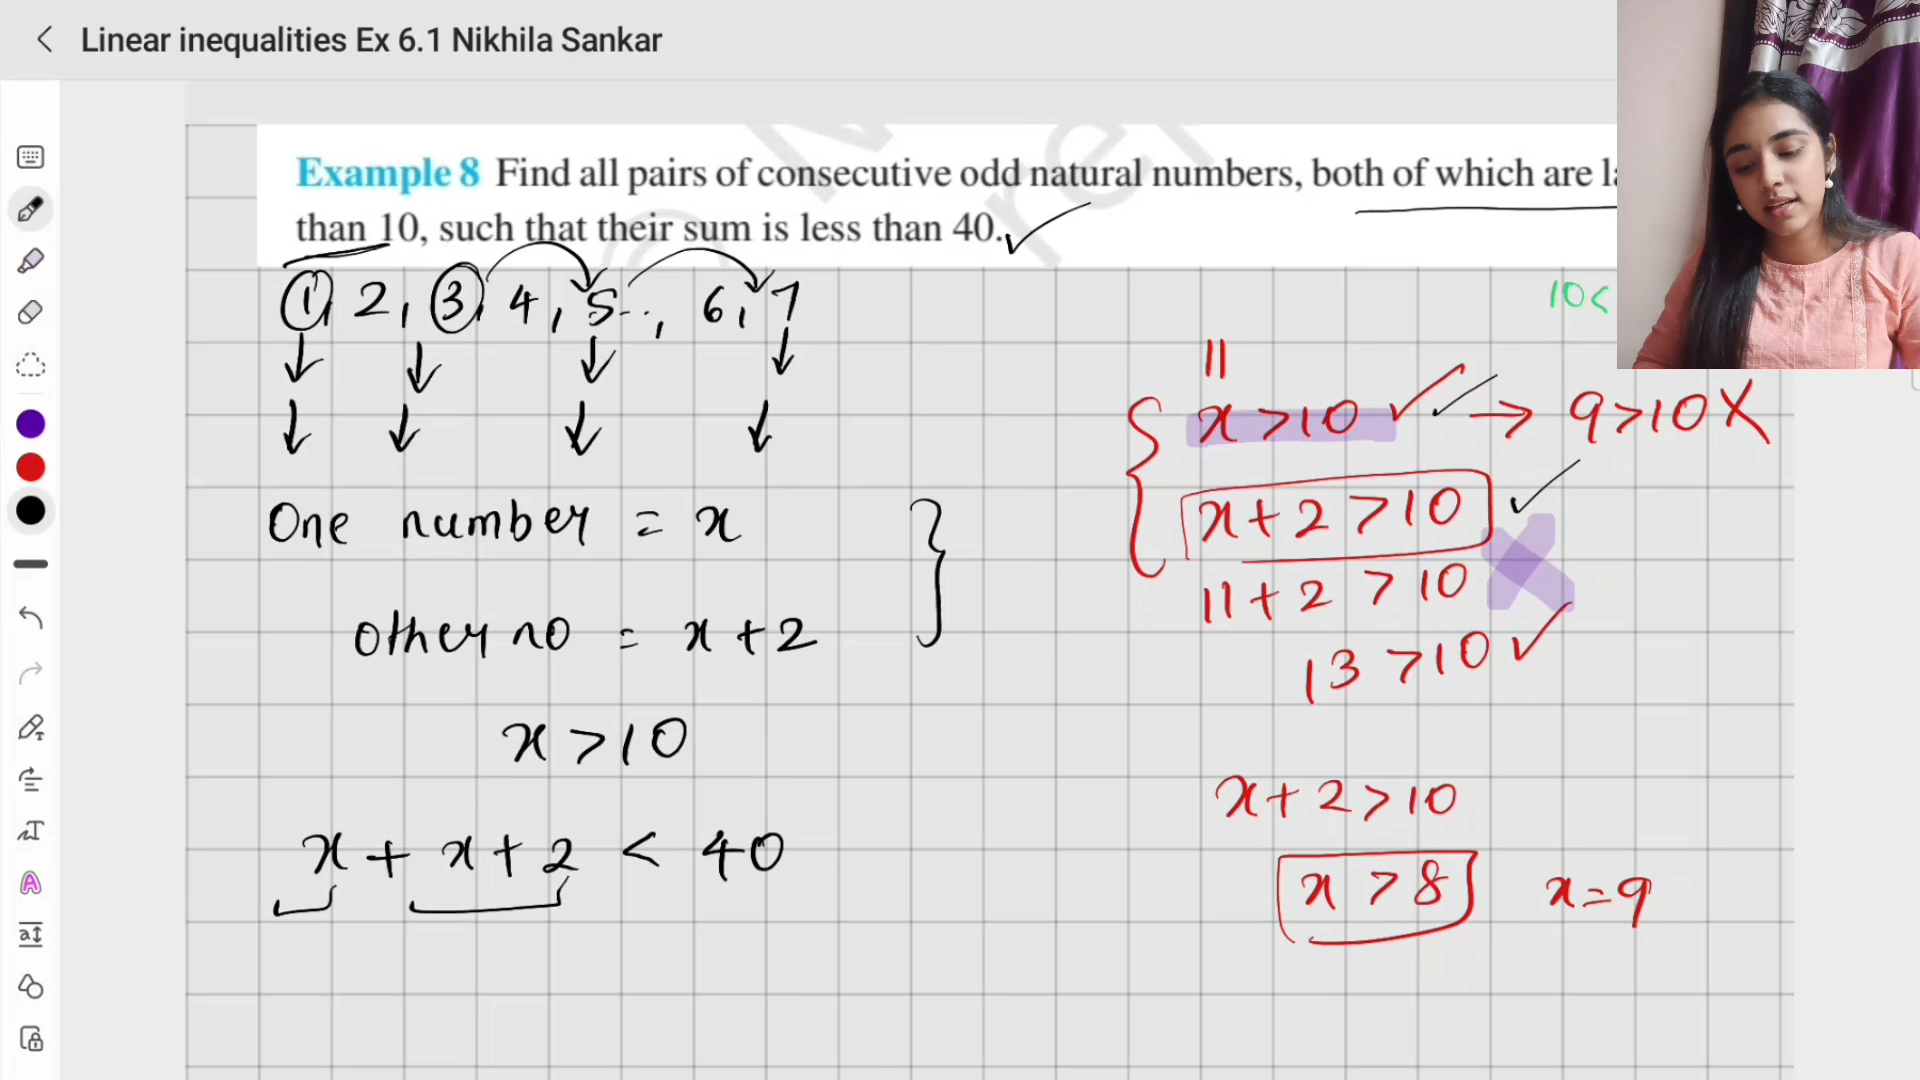 Linear inequalities Ex 6.1 Nikhila Sankar
Example 8 Find all pairs of consecutive odd natural numbers, both of which are la
than 10, such that their sum is less than 40.
1, 2, 3, 4, 5.., 6, 7
One number = x
other no = x + 2
x > 10
x + x + 2 < 40
10 <
11
x > 10 ✓ ✓ → 9 > 10 X
x + 2 > 10 ✓
11 + 2 > 10
13 > 10 ✓
x + 2 > 10
x > 8 x = 9